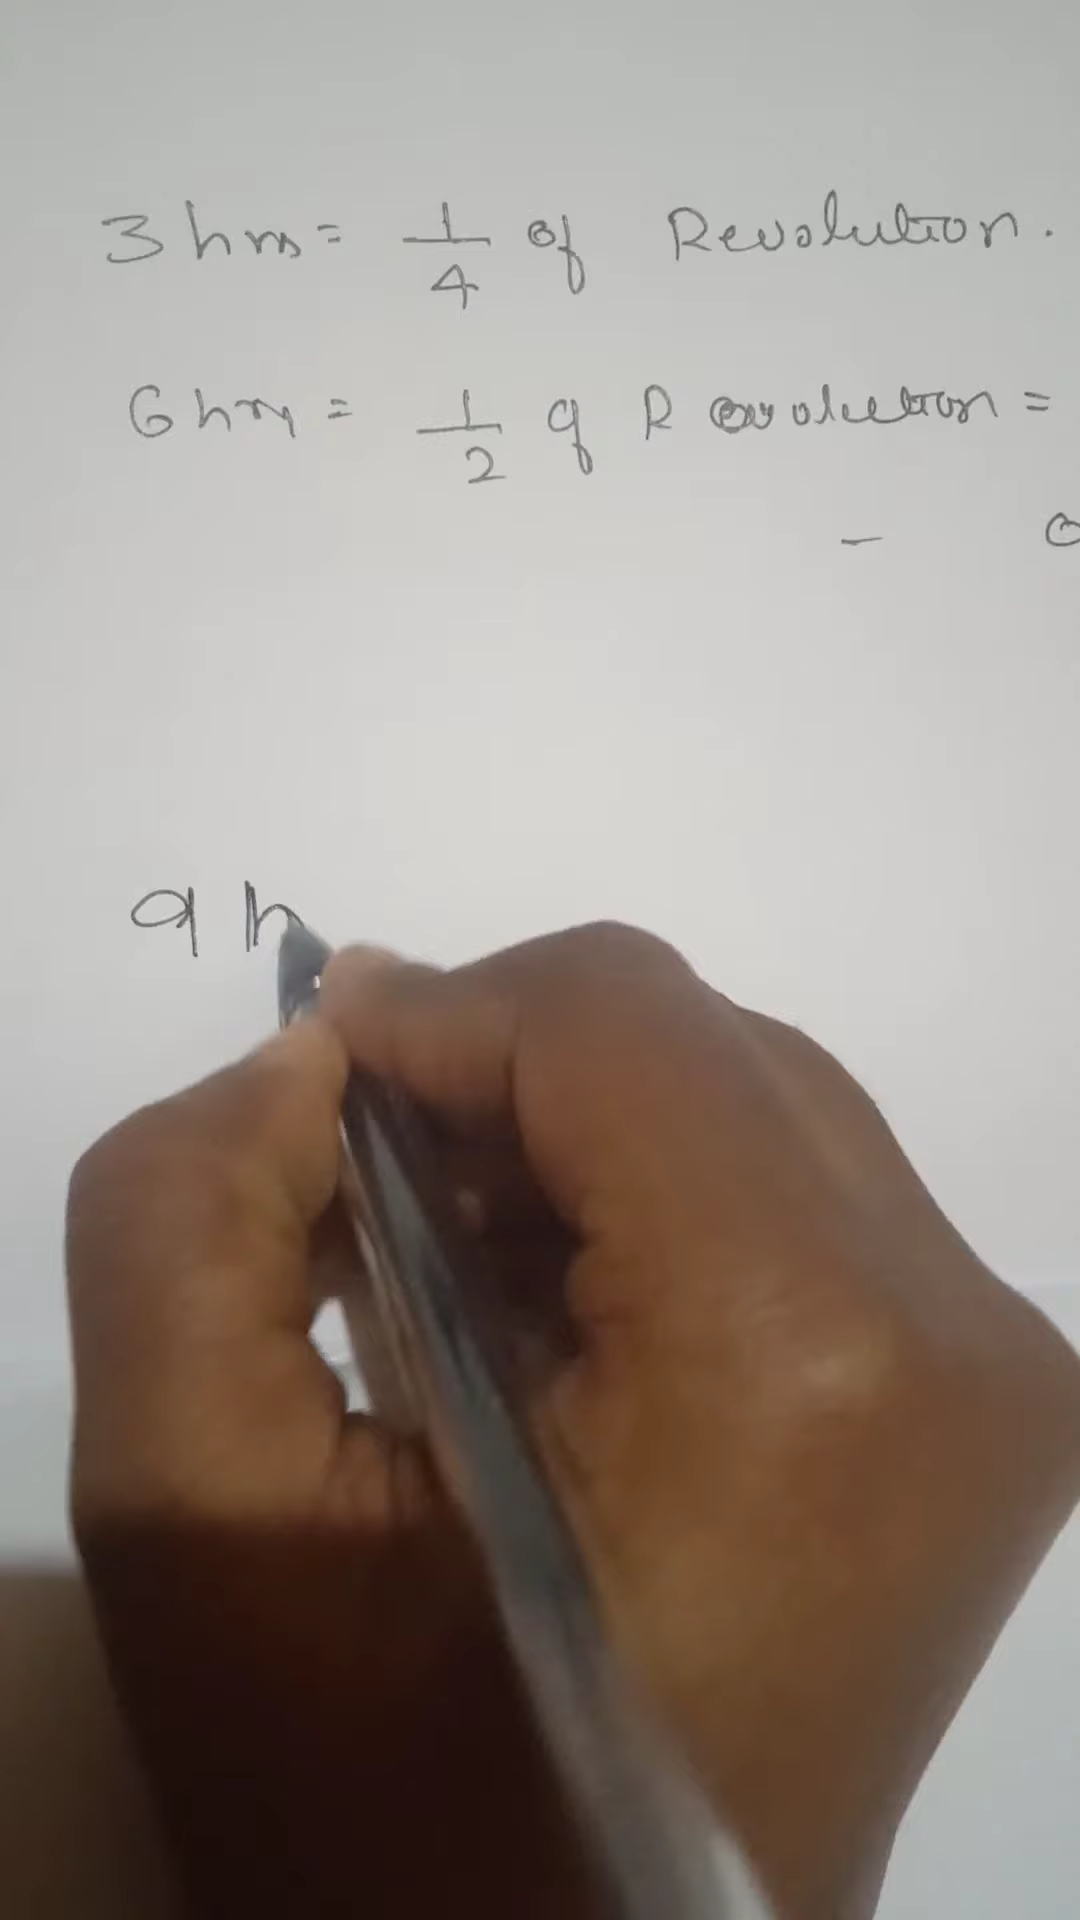 3 hrs = 1/4 of Revolution.
6 hrs = 1/2 of Revolution =
9 h